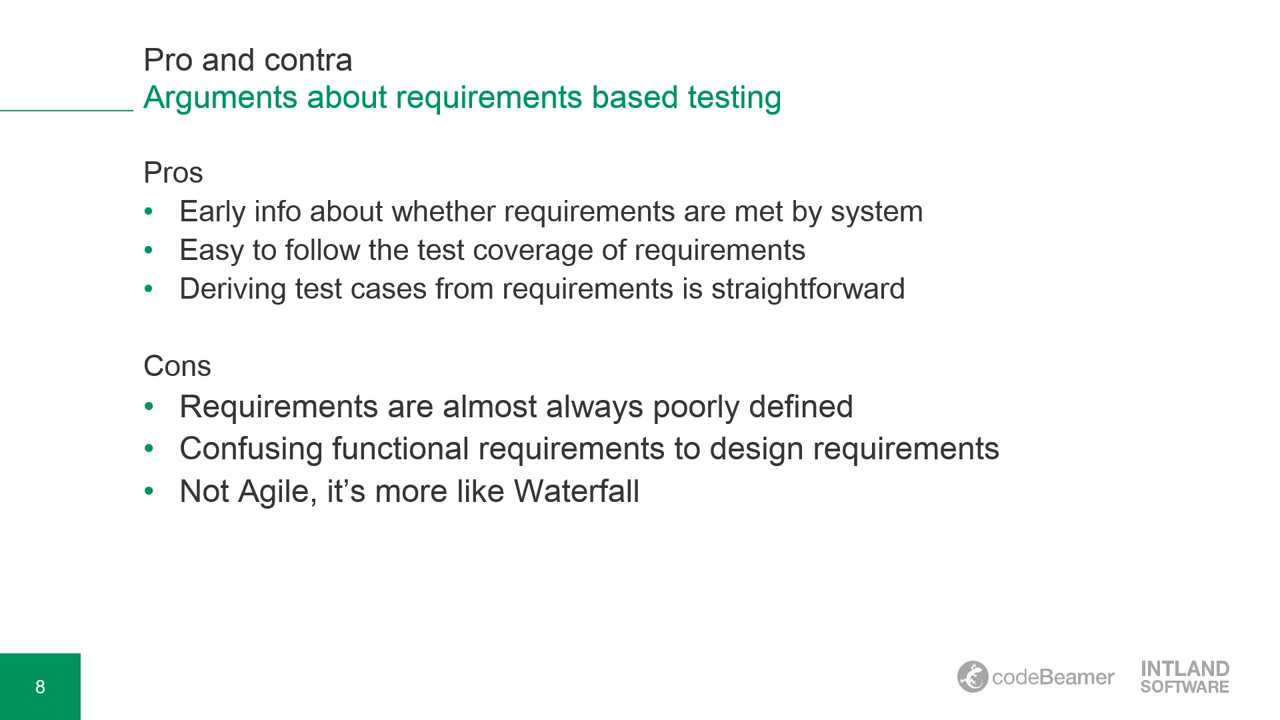 Pro and contra
Arguments about requirements based testing
Pros
• Early info about whether requirements are met by system
• Easy to follow the test coverage of requirements
• Deriving test cases from requirements is straightforward
Cons
• Requirements are almost always poorly defined
• Confusing functional requirements to design requirements
• Not Agile, it’s more like Waterfall
8
codeBeamer
INTLAND
SOFTWARE